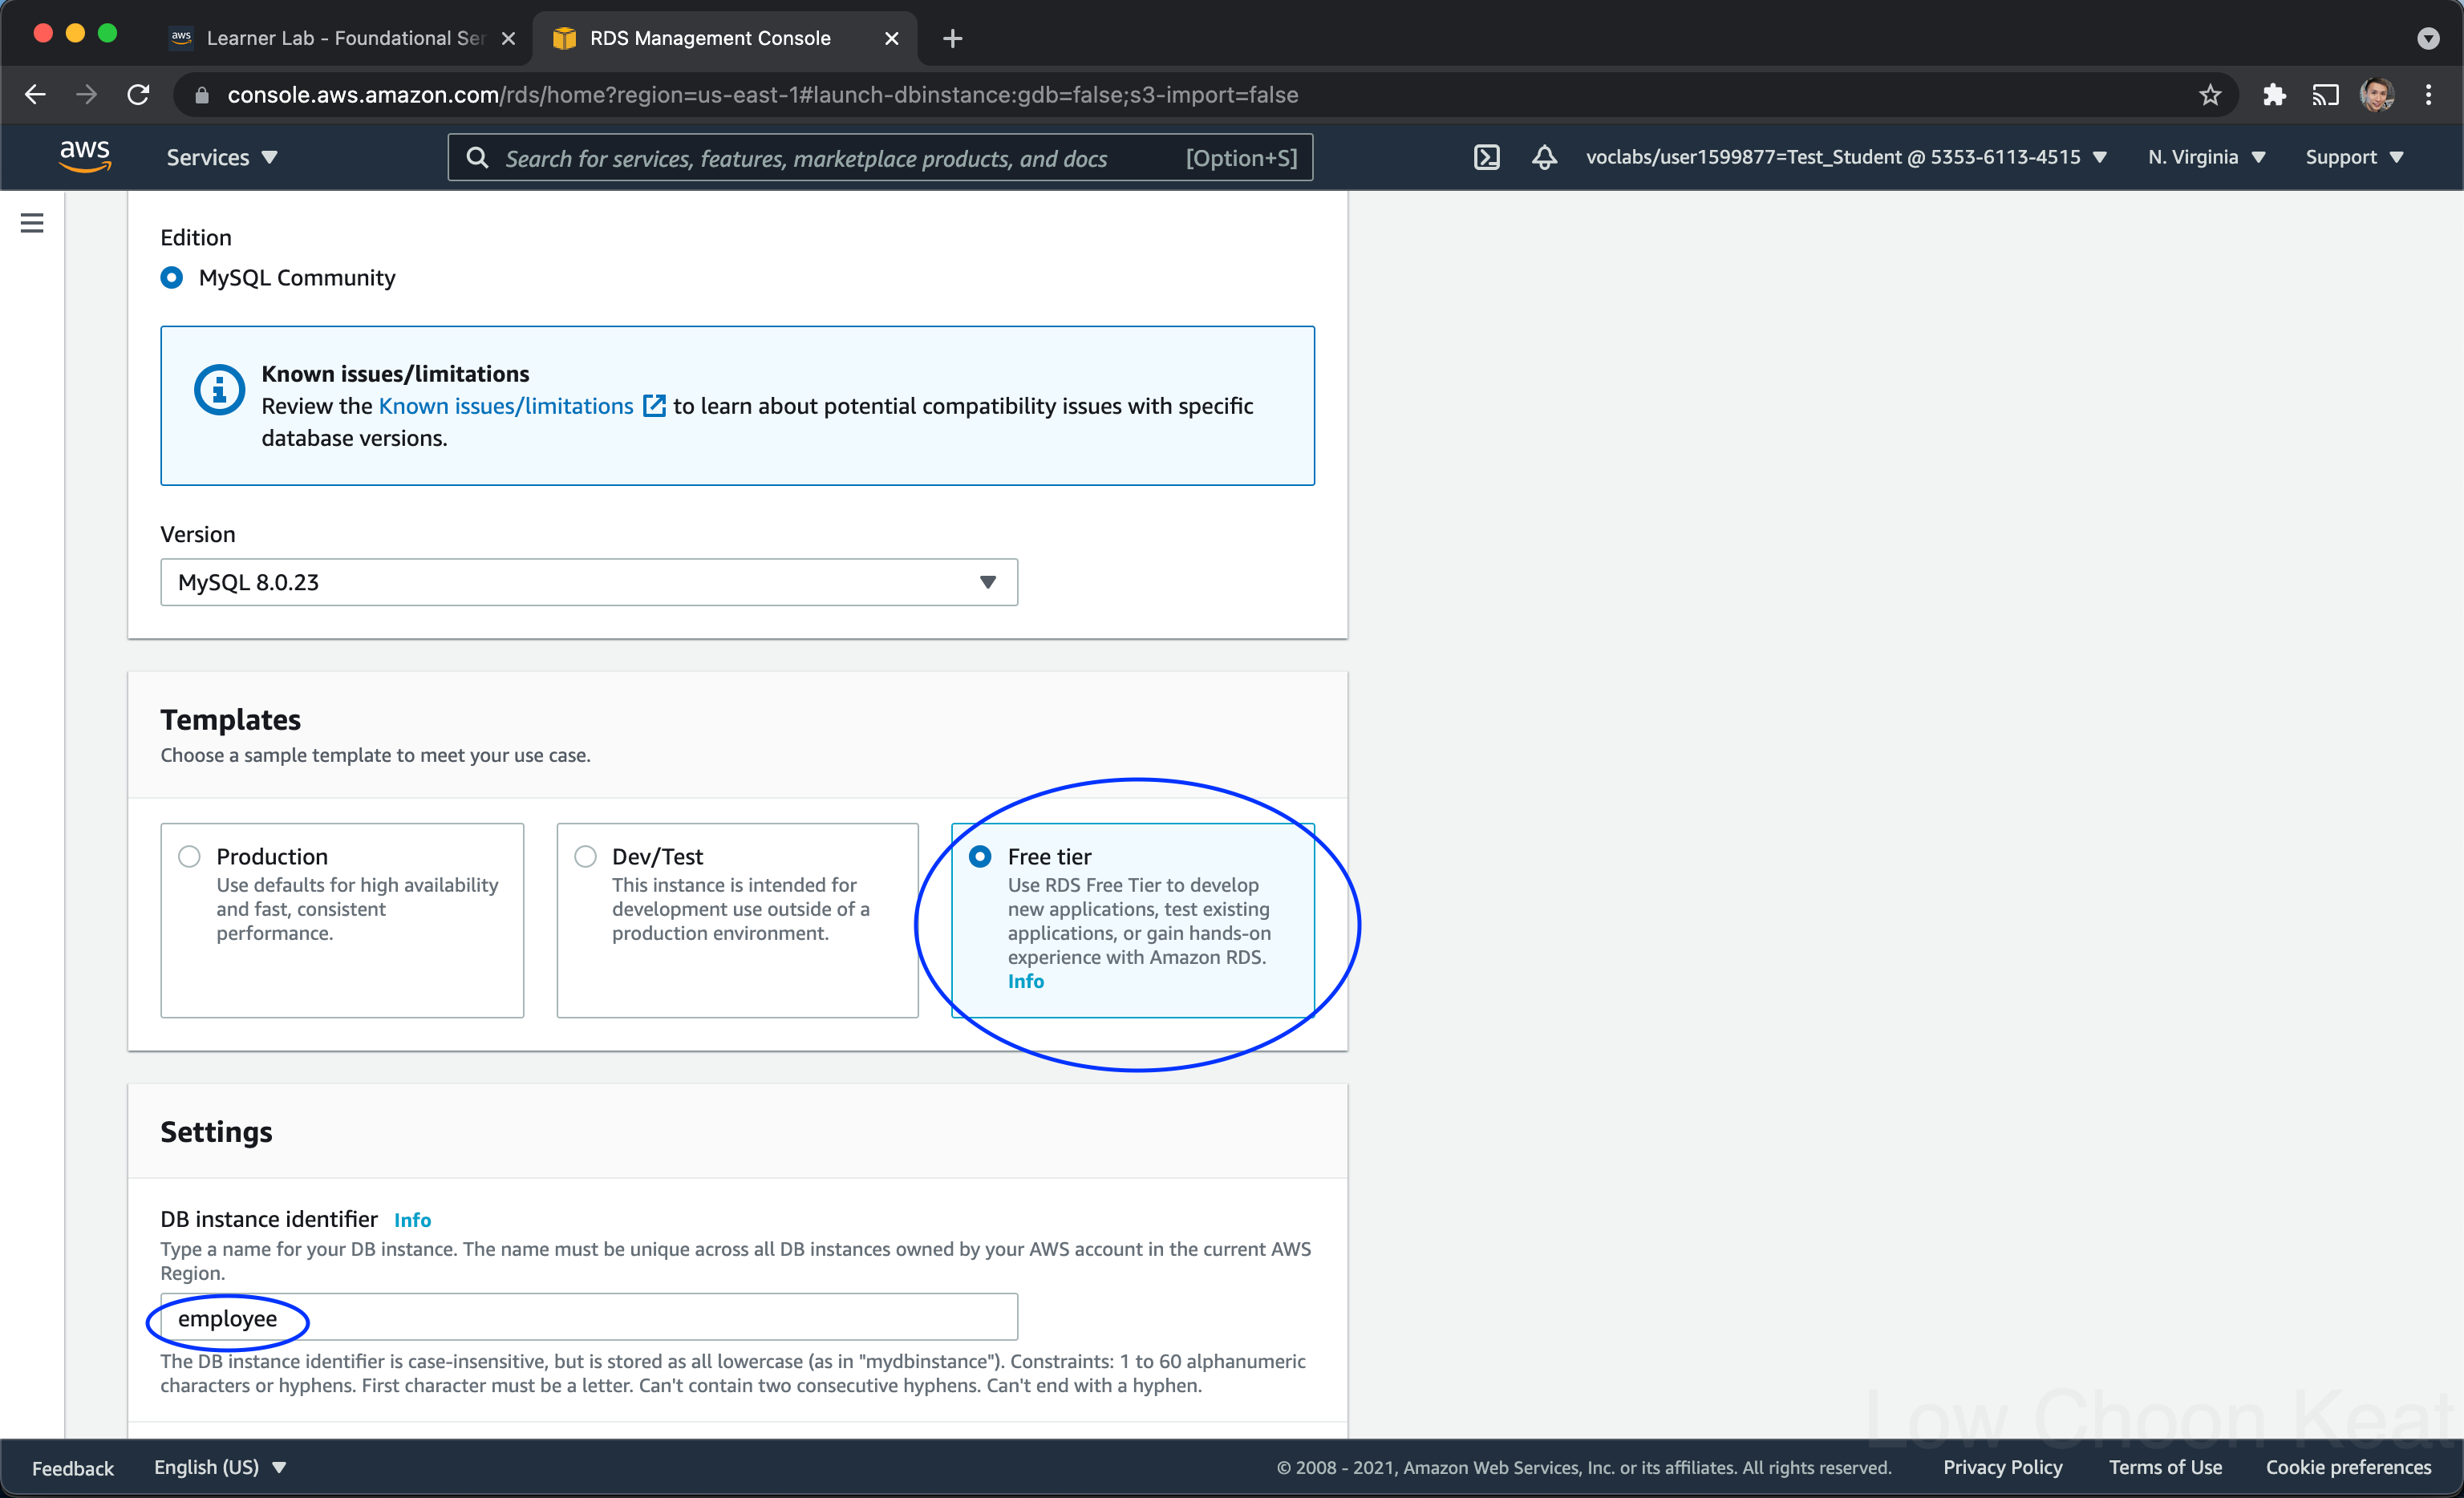 aws Learner Lab - Foundational Ser
RDS Management Console
console.aws.amazon.com/rds/home?region=us-east-1#launch-dbinstance:gdb=false;s3-import=false
aws
Services
Search for services, features, marketplace products, and docs [Option+S]
voclabs/user1599877=Test_Student @ 5353-6113-4515
N. Virginia
Support
Edition
MySQL Community
Known issues/limitations
Review the Known issues/limitations to learn about potential compatibility issues with specific
database versions.
Version
MySQL 8.0.23
Templates
Choose a sample template to meet your use case.
Production
Use defaults for high availability
and fast, consistent
performance.
Dev/Test
This instance is intended for
development use outside of a
production environment.
Free tier
Use RDS Free Tier to develop
new applications, test existing
applications, or gain hands-on
experience with Amazon RDS.
Info
Settings
DB instance identifier Info
Type a name for your DB instance. The name must be unique across all DB instances owned by your AWS account in the current AWS
Region.
employee
The DB instance identifier is case-insensitive, but is stored as all lowercase (as in "mydbinstance"). Constraints: 1 to 60 alphanumeric
characters or hyphens. First character must be a letter. Can't contain two consecutive hyphens. Can't end with a hyphen.
Low Choon Keat
Feedback
English (US)
© 2008 - 2021, Amazon Web Services, Inc. or its affiliates. All rights reserved.
Privacy Policy
Terms of Use
Cookie preferences